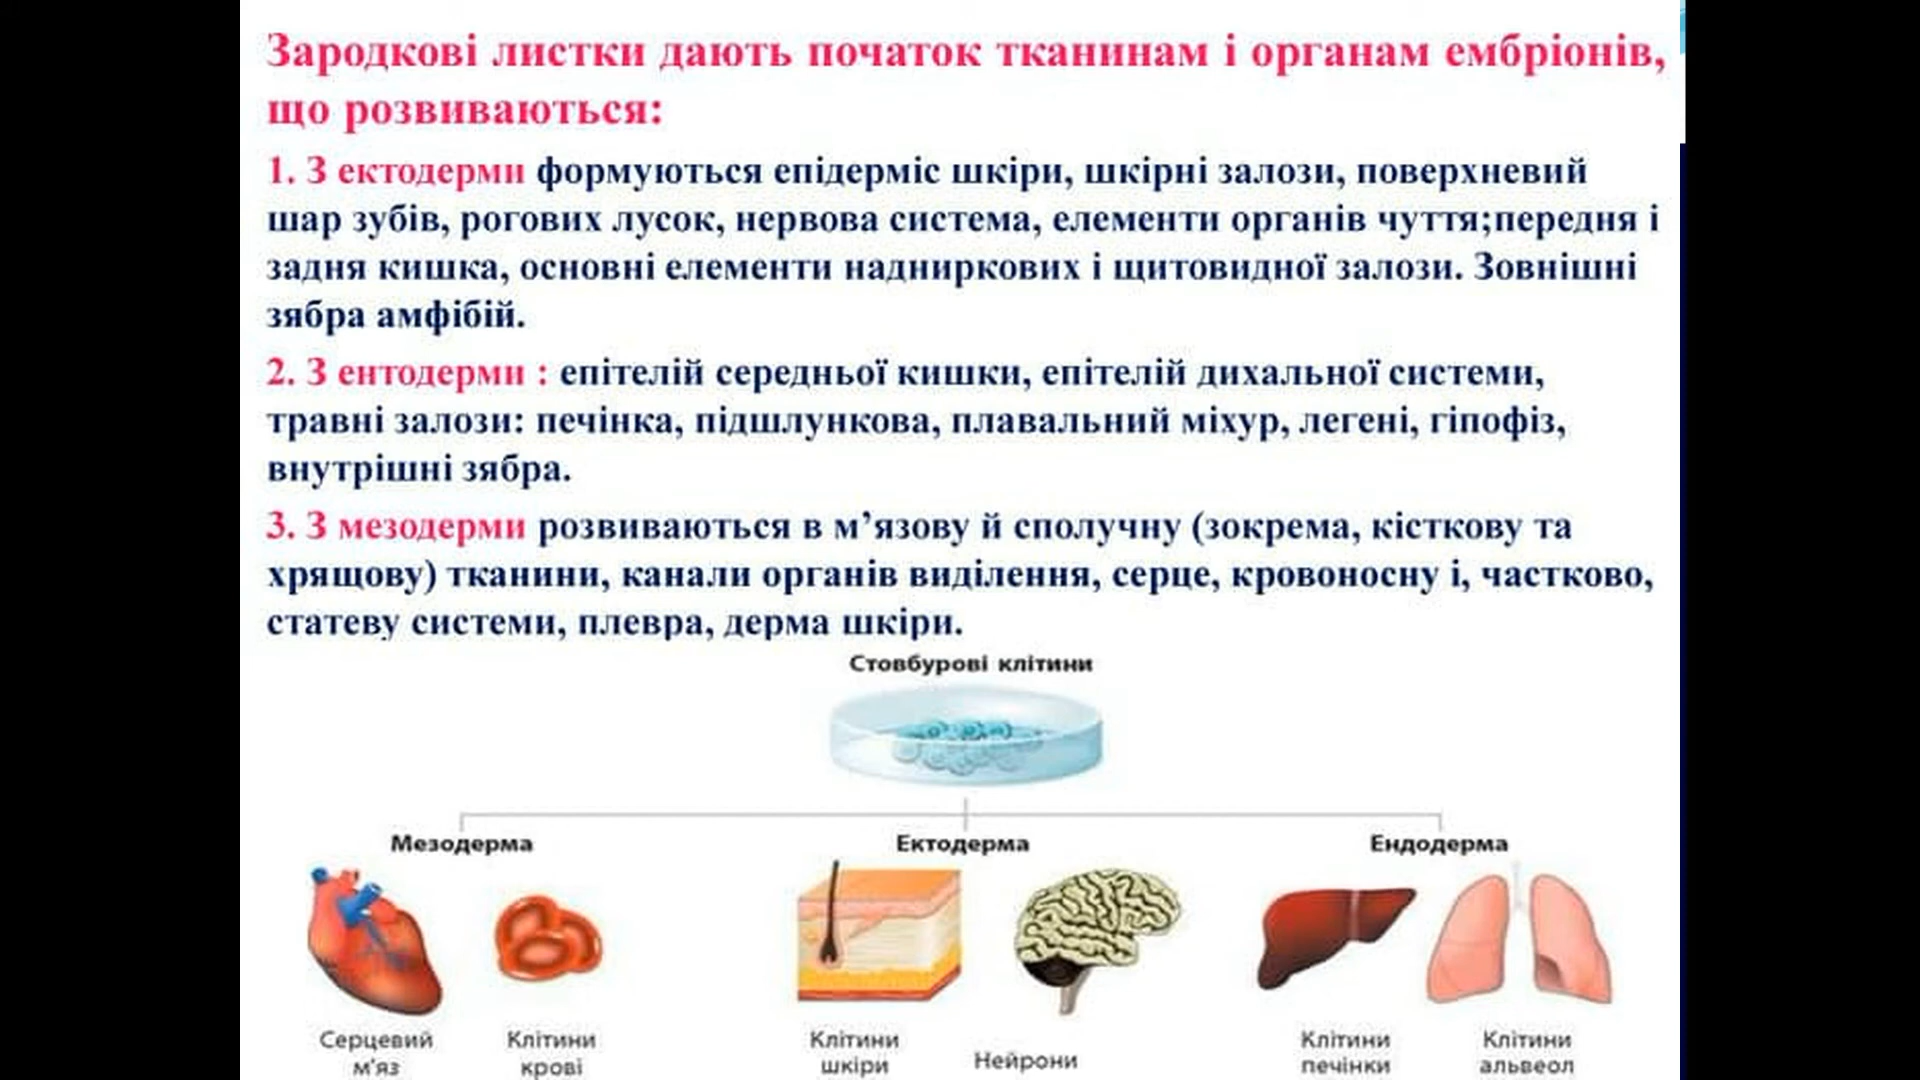 Зародкові листки дають початок тканинам і органам ембріонів,
що розвиваються:
1. З ектодерми формуються епідерміс шкіри, шкірні залози, поверхневий
шар зубів, рогових лусок, нервова система, елементи органів чуття;передня і
задня кишка, основні елементи надниркових і щитовидної залози. Зовнішні
зябра амфібій.
2. З ентодерми : епітелій середньої кишки, епітелій дихальної системи,
травні залози: печінка, підшлункова, плавальний міхур, легені, гіпофіз,
внутрішні зябра.
3. З мезодерми розвиваються в м’язову й сполучну (зокрема, кісткову та
хрящову) тканини, канали органів виділення, серце, кровоносну і, частково,
статеву системи, плевра, дерма шкіри.
Стовбурові клітини
Мезодерма
Ектодерма
Ендодерма
Серцевий
м'яз
Клітини
крові
Клітини
шкіри
Нейрони
Клітини
печінки
Клітини
альвеол